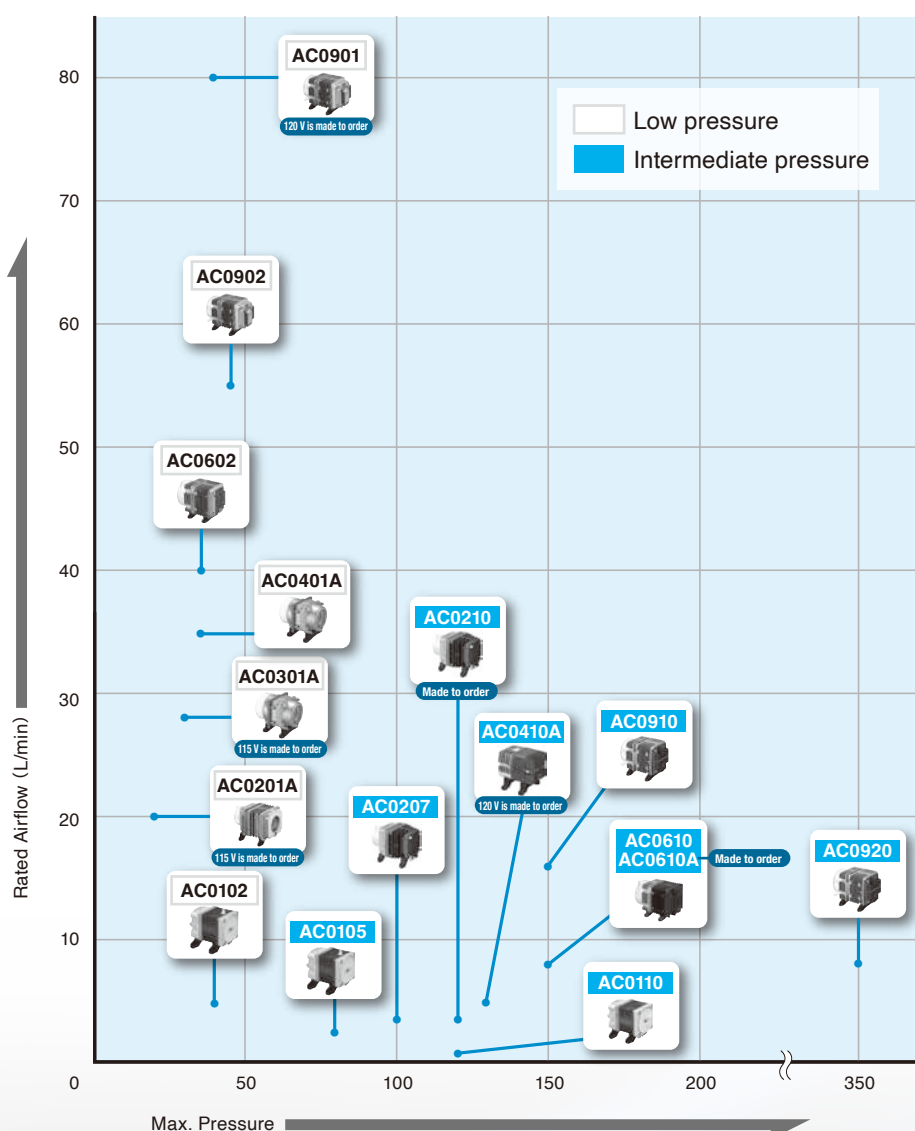 80
70
60
50
40
30
20
10
0
50
100
150
200
350
Rated Airflow (L/min)
Max. Pressure
Low pressure
Intermediate pressure
AC0901
120 V is made to order
AC0902
AC0602
AC0401A
AC0301A
115 V is made to order
AC0201A
115 V is made to order
AC0102
AC0105
AC0207
AC0210
Made to order
AC0410A
120 V is made to order
AC0910
AC0610
AC0610A
Made to order
AC0920
AC0110